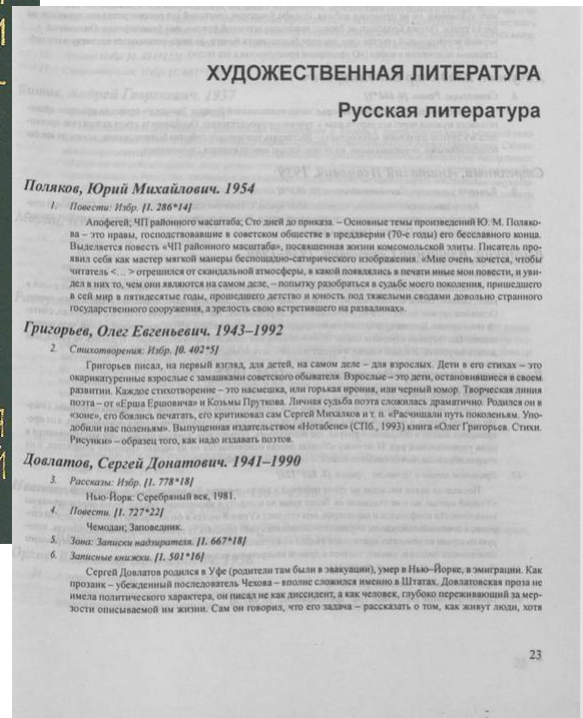 ХУДОЖЕСТВЕННАЯ ЛИТЕРАТУРА
Русская литература
Поляков, Юрий Михайлович. 1954
1. Повести: Избр. [1. 286*14]
Апофегей; ЧП районного масштаба; Сто дней до приказа. – Основные темы произведений Ю. М. Поляко-
ва – это нравы, господствовавшие в советском обществе в преддверии (70-е годы) его бесславного конца.
Выделяется повесть «ЧП районного масштаба», посвященная жизни комсомольской элиты. Писатель про-
явил себя как мастер мягкой манеры беспощадно-сатирического изображения. «Мне очень хочется, чтобы
читатель <... > отрешился от скандальной атмосферы, в какой появлялись в печати иные мои повести, и уви-
дел в них то, чем они являются на самом деле, – попытку разобраться в судьбе моего поколения, пришедшего
в сей мир в пятидесятые годы, прошедшего детство и юность под тяжелыми сводами довольно странного
государственного сооружения, а зрелость свою встретившего на развалинах».
Григорьев, Олег Евгеньевич. 1943–1992
2. Стихотворения: Избр. [0. 402*5]
Григорьев писал, на первый взгляд, для детей, на самом деле – для взрослых. Дети в его стихах – это
окарикатуренные взрослые с замашками советского обывателя. Взрослые – это дети, остановившиеся в своем
развитии. Каждое стихотворение – это насмешка, или горькая ирония, или черный юмор. Творческая линия
поэта – от «Ерша Ершовича» и Козьмы Пруткова. Личная судьба поэта сложилась драматично. Родился он в
«зоне», его боялись печатать, его критиковал сам Сергей Михалков и т. п. «Расчищали путь поколеньям. Упо-
добили нас поленьям». Выпущенная издательством «Нотабене» (СПб., 1993) книга «Олег Григорьев. Стихи.
Рисунки» – образец того, как надо издавать поэтов.
Довлатов, Сергей Донатович. 1941–1990
3. Рассказы: Избр. [1. 778*18]
Нью-Йорк: Серебряный век, 1981.
4. Повести. [1. 727*22]
Чемодан; Заповедник.
5. Зона: Записки надзирателя. [1. 667*18]
6. Записные книжки. [1. 501*16]
Сергей Довлатов родился в Уфе (родители там были в эвакуации), умер в Нью–Йорке, в эмиграции. Как
прозаик – убежденный последователь Чехова – вполне сложился именно в Штатах. Довлатовская проза не
имела политического характера, он писал не как диссидент, а как человек, глубоко переживающий за мер-
зости описываемой им жизни. Сам он говорил, что его задача – рассказать о том, как живут люди, хотя
23